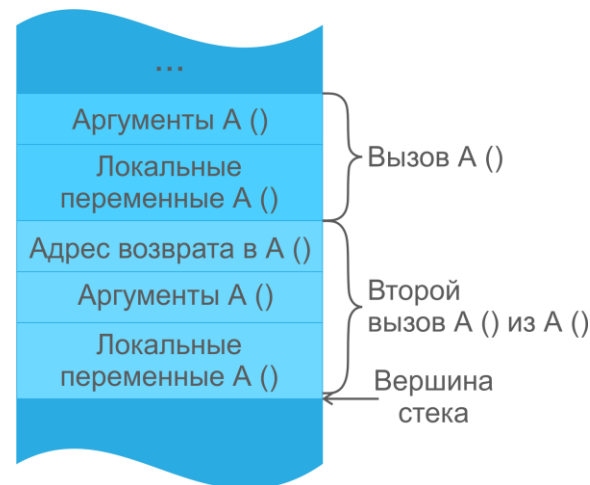 ...
Аргументы A ()
Локальные
переменные A ()
Вызов A ()
Адрес возврата в A ()
Аргументы A ()
Локальные
переменные A ()
Второй
вызов A () из A ()
Вершина
стека